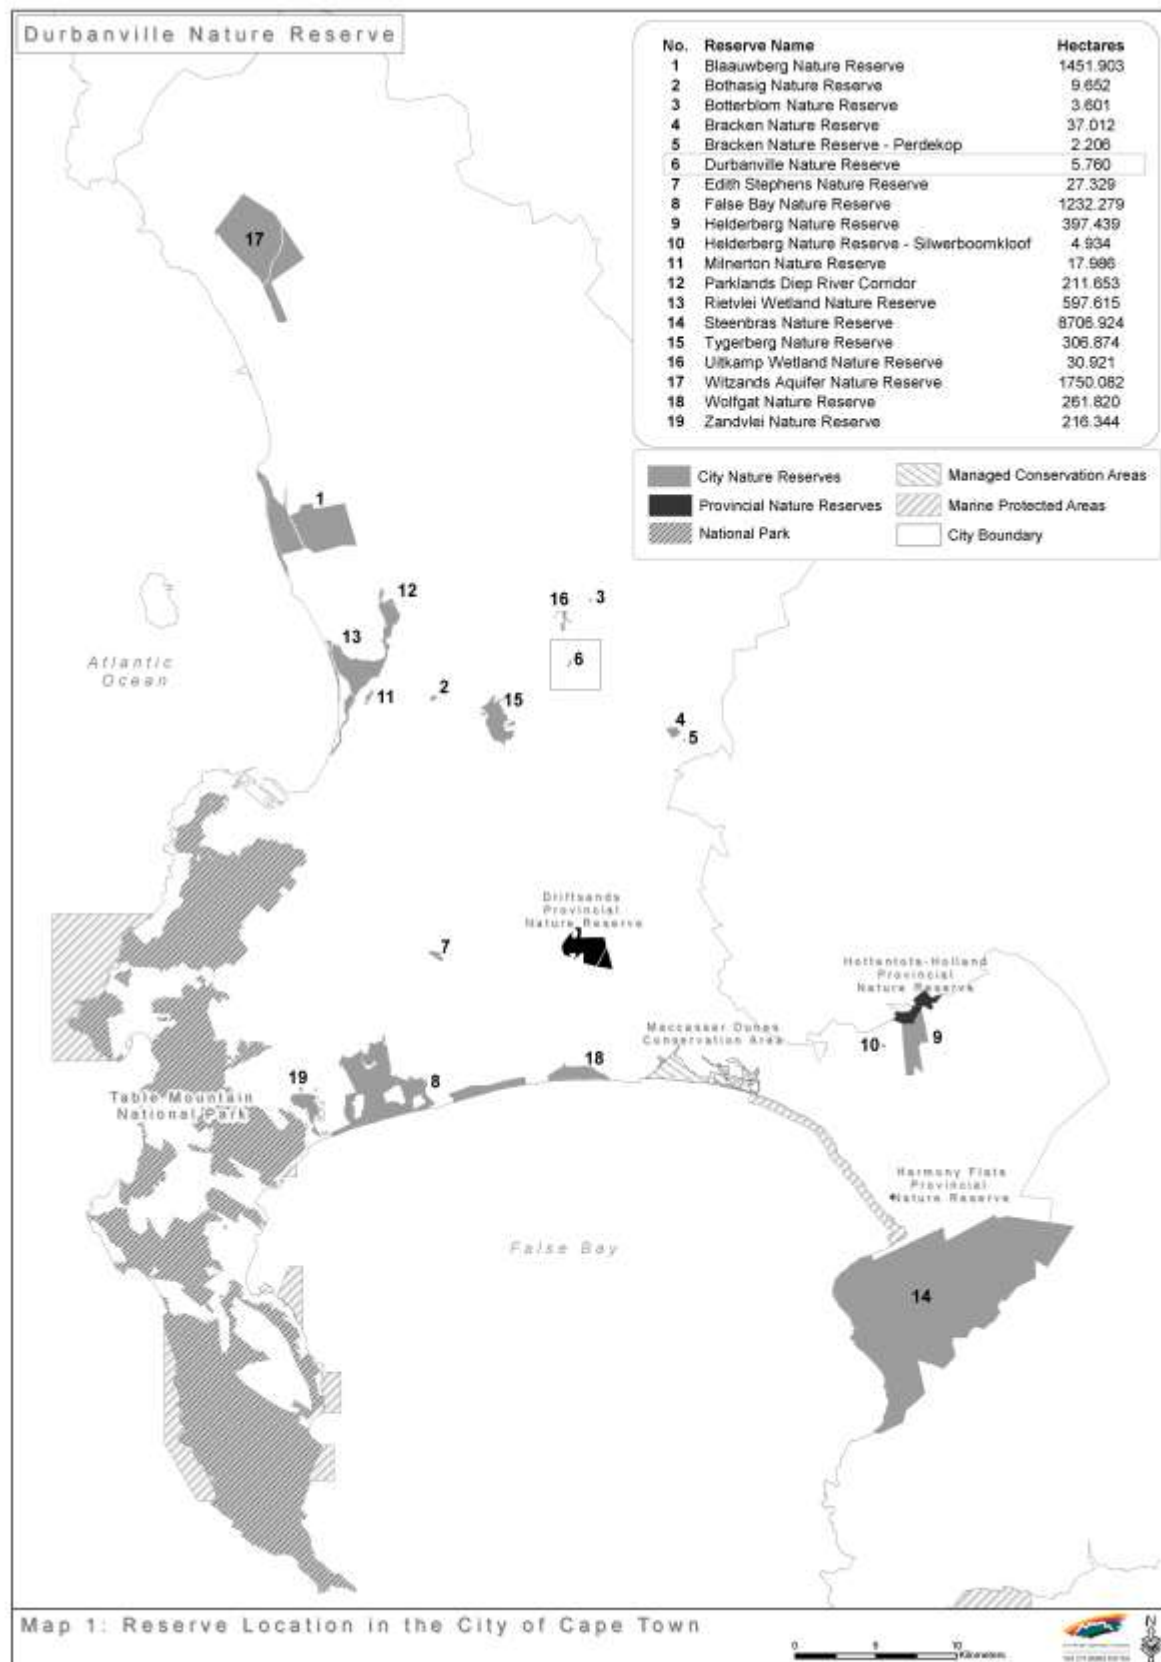 Durbanville Nature Reserve
No. Reserve Name Hectares
1 Blaauwberg Nature Reserve 1451.903
2 Bothasig Nature Reserve 9.652
3 Botterblom Nature Reserve 3.601
4 Bracken Nature Reserve 37.012
5 Bracken Nature Reserve - Perdekop 2.206
6 Durbanville Nature Reserve 5.760
7 Edith Stephens Nature Reserve 27.329
8 False Bay Nature Reserve 1232.279
9 Helderberg Nature Reserve 397.439
10 Helderberg Nature Reserve - Silwerboomkloof 4.934
11 Milnerton Nature Reserve 17.986
12 Parklands Diep River Corridor 211.653
13 Rietvlei Wetland Nature Reserve 597.615
14 Steenbras Nature Reserve 8706.924
15 Tygerberg Nature Reserve 306.874
16 Uitkamp Wetland Nature Reserve 30.921
17 Witzands Aquifer Nature Reserve 1750.082
18 Wolfgat Nature Reserve 261.820
19 Zandvlei Nature Reserve 216.344
City Nature Reserves
Managed Conservation Areas
Provincial Nature Reserves
Marine Protected Areas
National Park
City Boundary
17
1
12
16
3
13
6
Atlantic
Ocean
11
2
15
4
5
Driftsands
Provincial
Nature Reserve
7
Hottentots-Holland
Provincial
Nature Reserve
Maccassar Dunes
Conservation Area
10
9
18
19
8
Table Mountain
National Park
Harmony Flats
Provincial
Nature Reserve
False Bay
14
Map 1: Reserve Location in the City of Cape Town
0 5 10
Kilometers
N